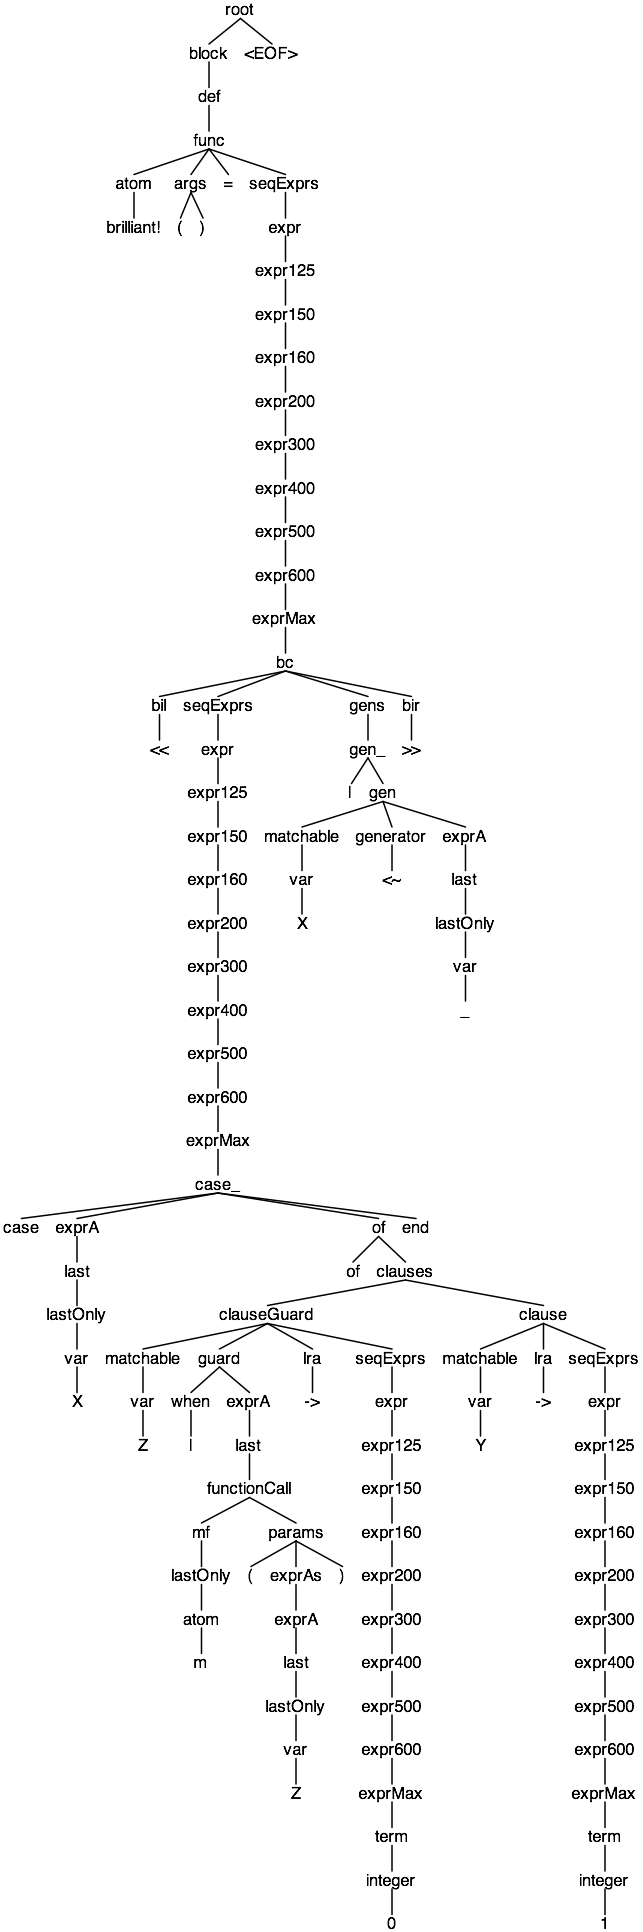 root
block <EOF>
def
func
atom args = seqExprs
brilliant! ( ) expr
expr125
expr150
expr160
expr200
expr300
expr400
expr500
expr600
exprMax
bc
bil seqExprs gens bir
<< expr gen_ >>
expr125 | gen
expr150 matchable generator exprA
expr160 var <~ last
expr200 X lastOnly
expr300 var
expr400 _
expr500
expr600
exprMax
case_
case exprA of end
last of clauses
lastOnly clauseGuard clause
var matchable guard lra seqExprs matchable lra seqExprs
X var when exprA -> expr var -> expr
Z | last expr125 Y expr125
functionCall expr150 expr150
mf params expr160 expr160
lastOnly ( exprAs ) expr200 expr200
atom exprA expr300 expr300
m last expr400 expr400
lastOnly expr500 expr500
var expr600 expr600
Z exprMax exprMax
term term
integer integer
0 1